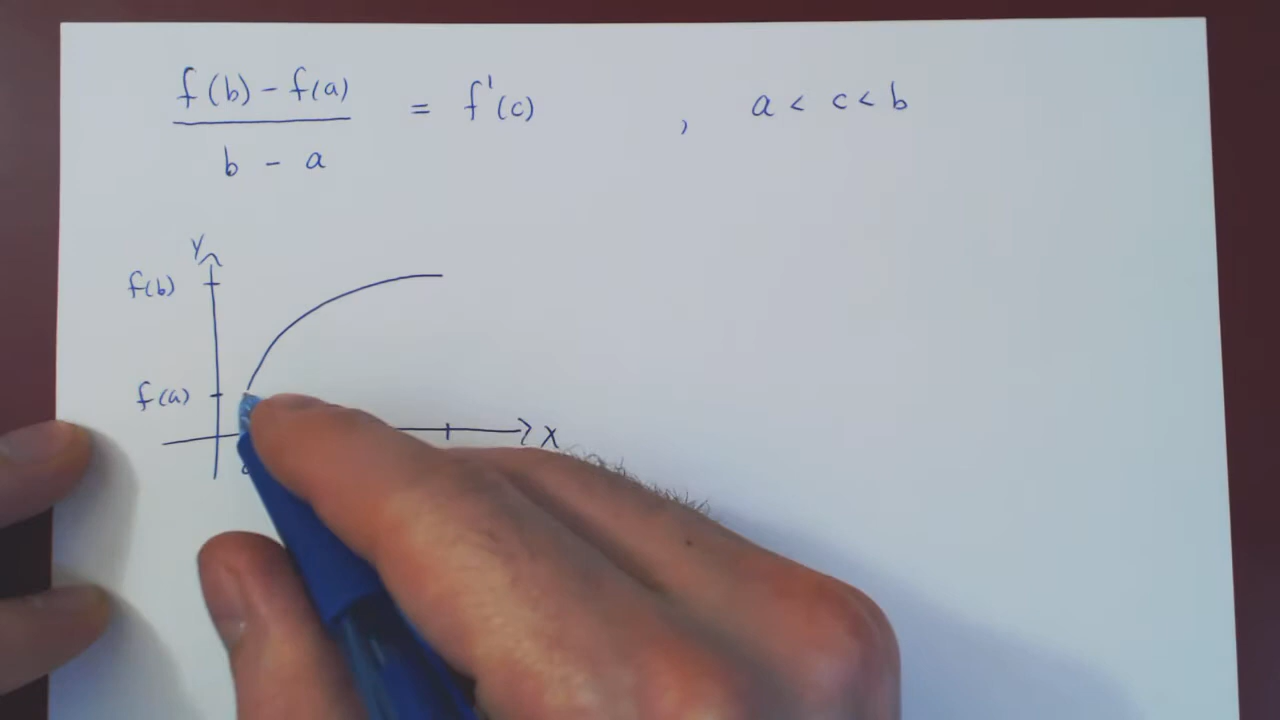 f(b) - f(a)
b - a
= f'(c) , a < c < b
y
f(b)
f(a)
x